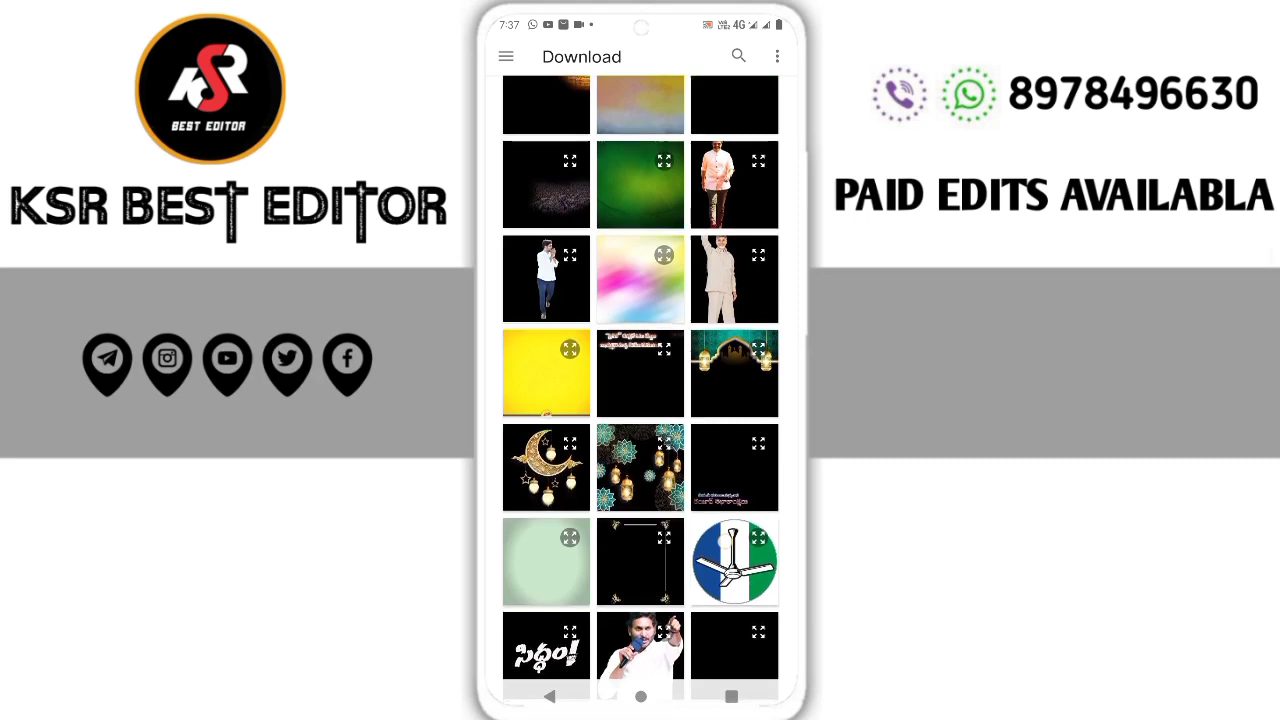 KSR
BEST EDITOR
KSR BEST EDITOR
7:37
4G
Download
8978496630
PAID EDITS AVAILABLA
సిద్ధం!